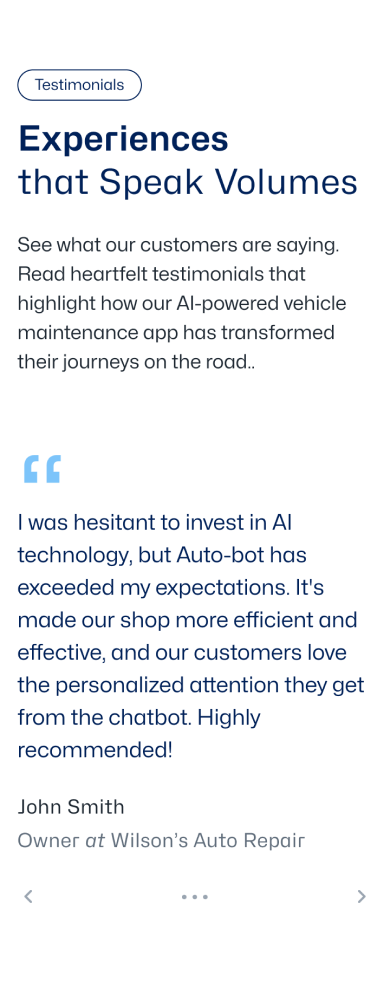 Testimonials
Experiences
that Speak Volumes
See what our customers are saying.
Read heartfelt testimonials that
highlight how our AI-powered vehicle
maintenance app has transformed
their journeys on the road..
“
I was hesitant to invest in AI
technology, but Auto-bot has
exceeded my expectations. It's
made our shop more efficient and
effective, and our customers love
the personalized attention they get
from the chatbot. Highly
recommended!
John Smith
Owner at Wilson’s Auto Repair